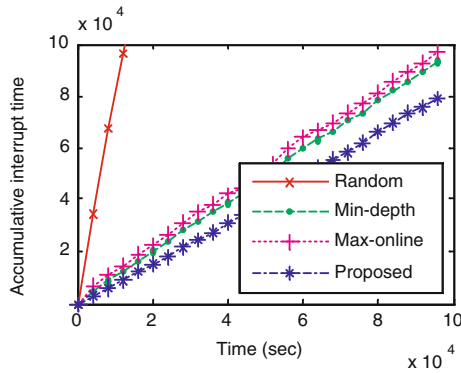 x 10^4
10
8
6
4
2
0 2 4 6 8 10
Accumulative interrupt time
Random
Min-depth
Max-online
Proposed
Time (sec)
x 10^4